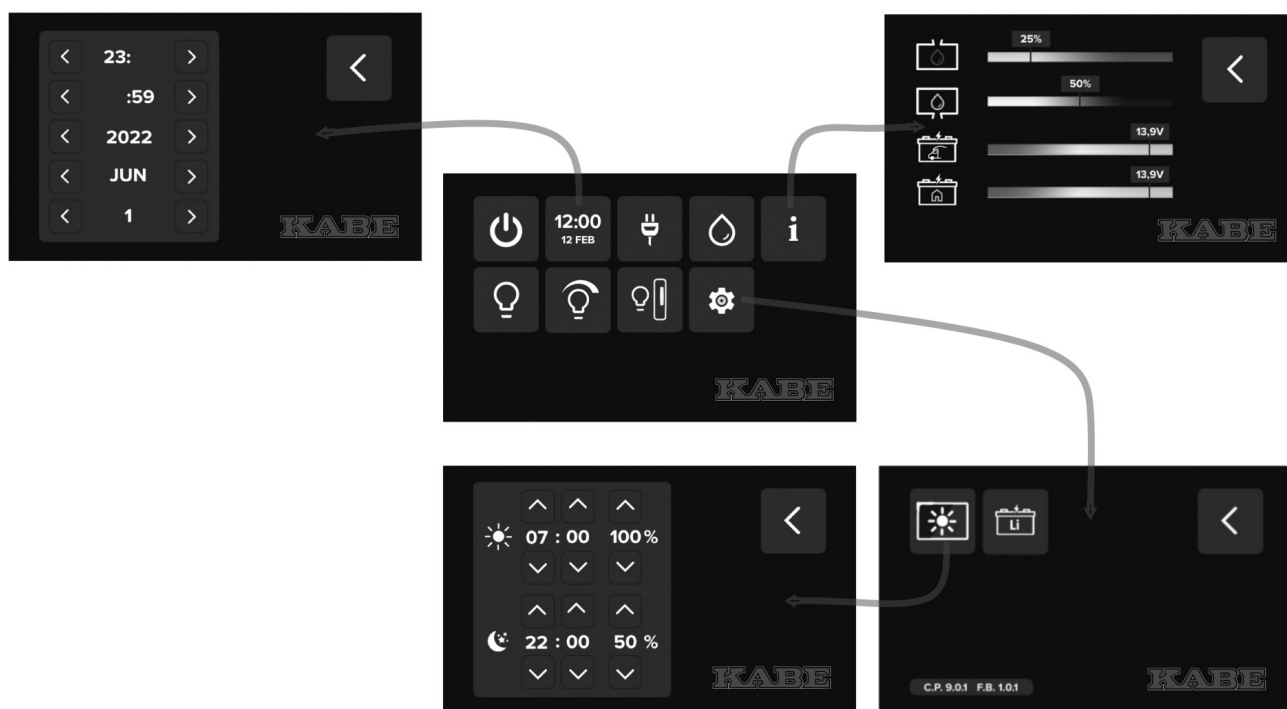 23:
:59
2022
JUN
1
KABE
25%
50%
13,9V
13,9V
KABE
12:00
12 FEB
i
KABE
07 : 00 100 %
22 : 00 50 %
KABE
Li
C.P. 9.0.1 F.B. 1.0.1
KABE